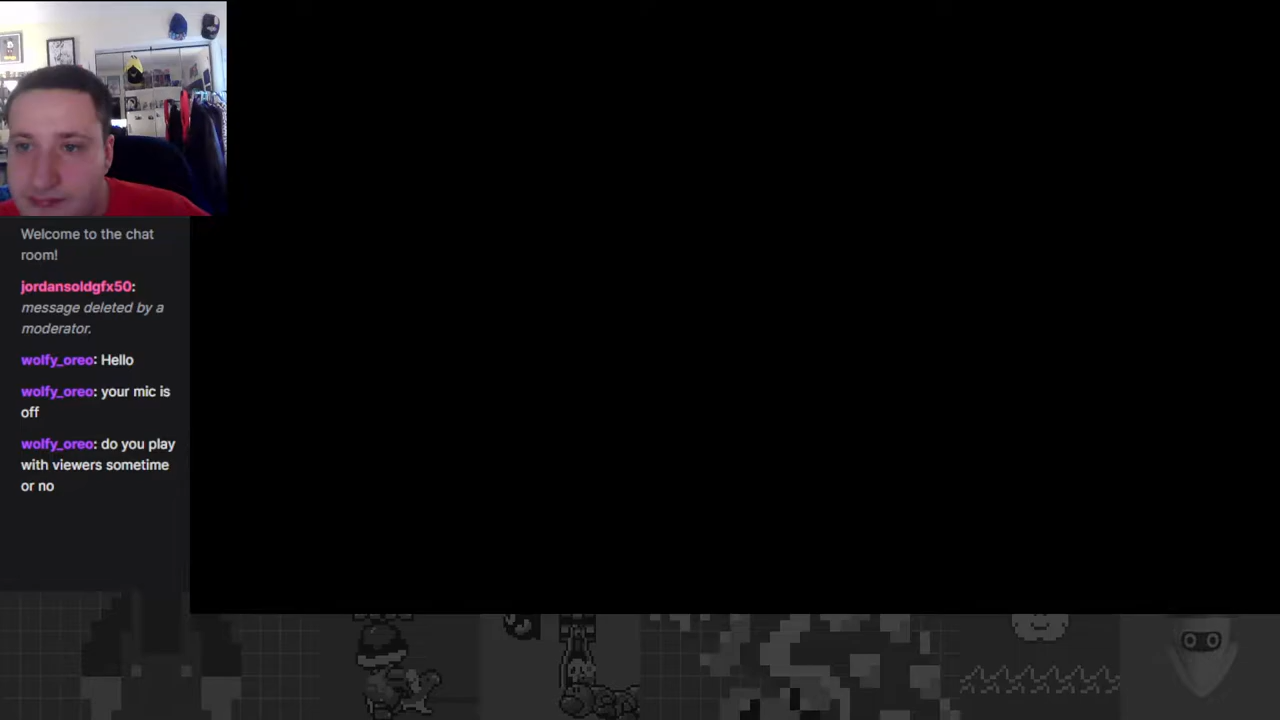 Welcome to the chat
room!
jordansoldgfx50:
message deleted by a
moderator.
wolfy_oreo: Hello
wolfy_oreo: your mic is
off
wolfy_oreo: do you play
with viewers sometime
or no